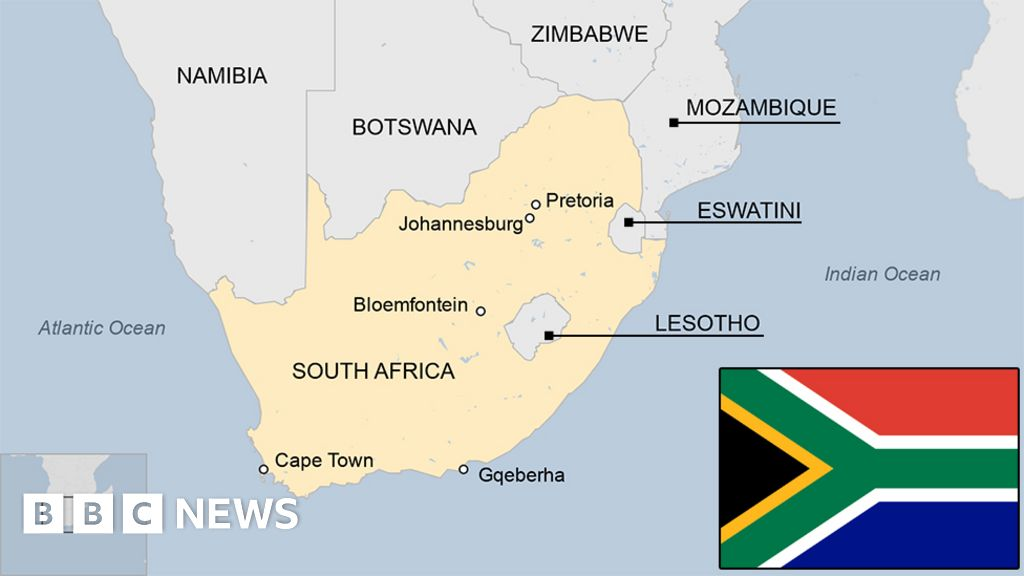 ZIMBABWE
NAMIBIA
MOZAMBIQUE
BOTSWANA
Pretoria
ESWATINI
Johannesburg
Indian Ocean
Bloemfontein
LESOTHO
Atlantic Ocean
SOUTH AFRICA
Cape Town
Gqeberha
BBC NEWS